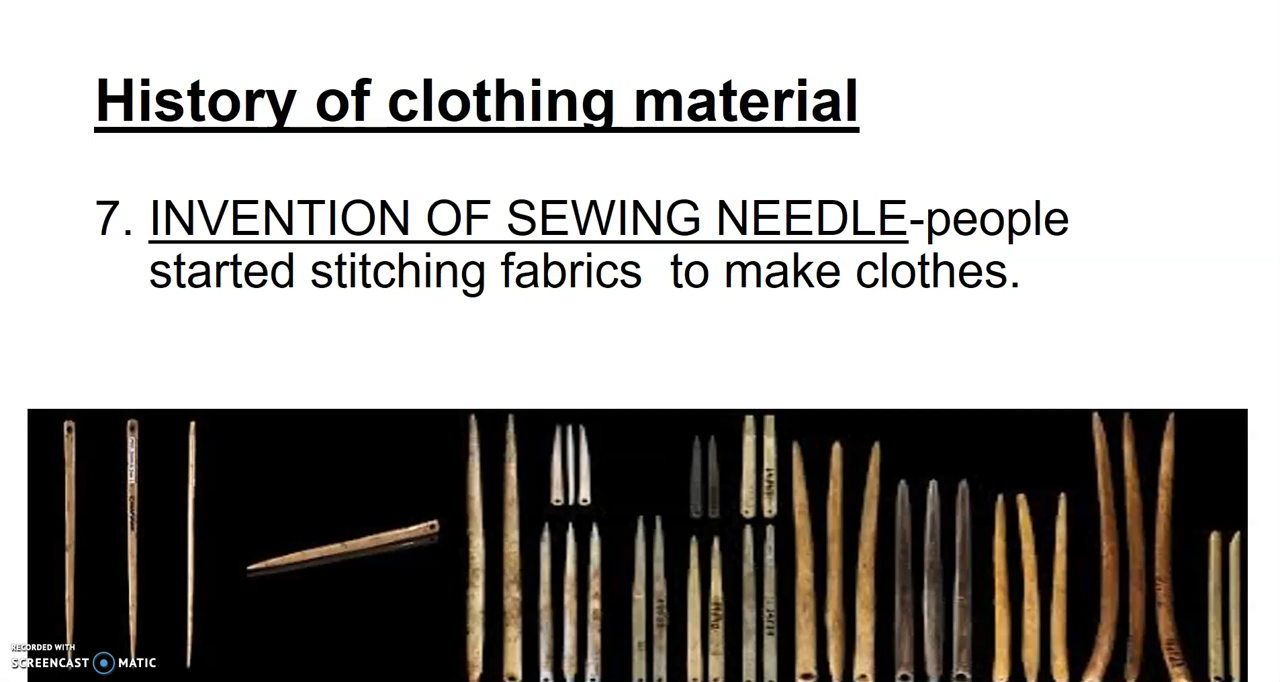 History of clothing material
7. INVENTION OF SEWING NEEDLE-people
started stitching fabrics  to make clothes.
RECORDED WITH
SCREENCAST MATIC